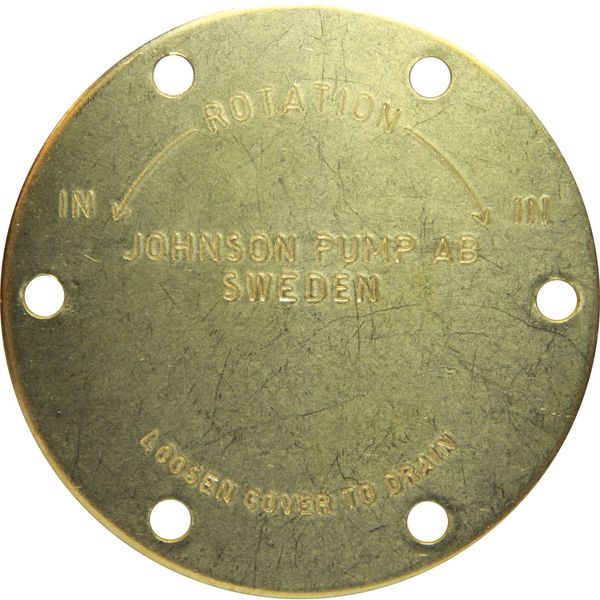 ROTATION
IN IN
JOHNSON PUMP AB
SWEDEN
LOOSEN COVER TO DRAIN